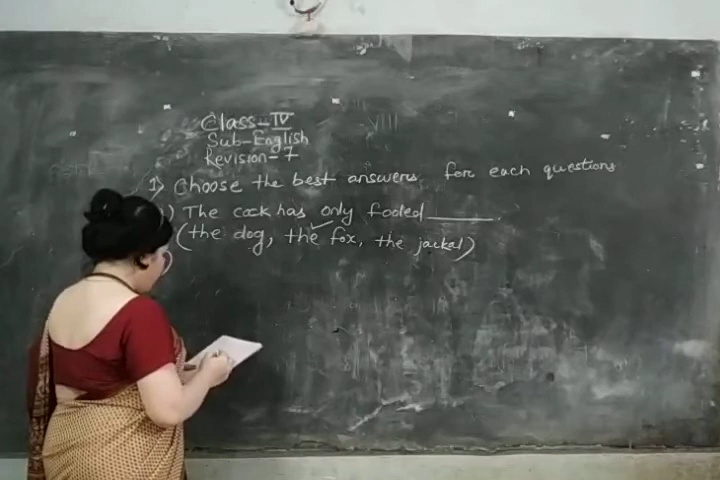 Class-IV
VIII
Sub-English
Revision-7
1) Choose the best answers for each questions
) The cock has only fooled ______.
(the dog, the fox, the jackal)
)